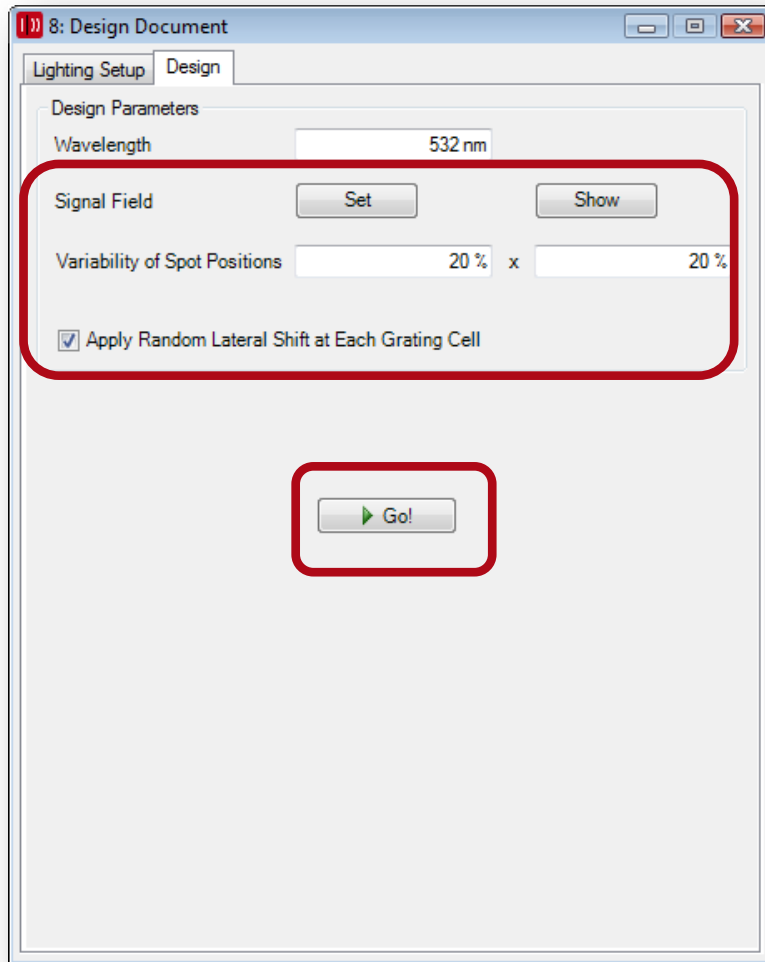 8: Design Document
Lighting Setup Design
Design Parameters
Wavelength 532 nm
Signal Field Set Show
Variability of Spot Positions 20 % x 20 %
Apply Random Lateral Shift at Each Grating Cell
Go!